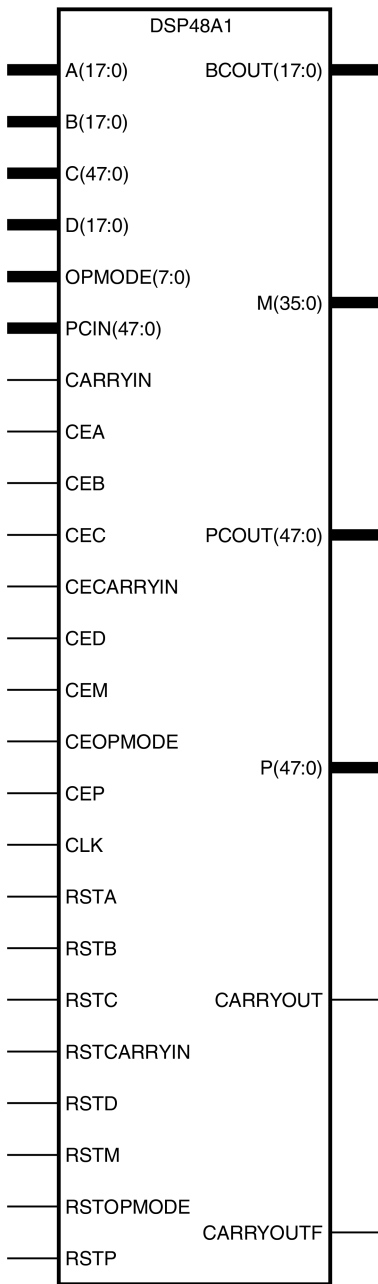 DSP48A1
A(17:0)
BCOUT(17:0)
B(17:0)
C(47:0)
D(17:0)
OPMODE(7:0)
M(35:0)
PCIN(47:0)
CARRYIN
CEA
CEB
CEC
PCOUT(47:0)
CECARRYIN
CED
CEM
CEOPMODE
P(47:0)
CEP
CLK
RSTA
RSTB
RSTC
CARRYOUT
RSTCARRYIN
RSTD
RSTM
RSTOPMODE
CARRYOUTF
RSTP